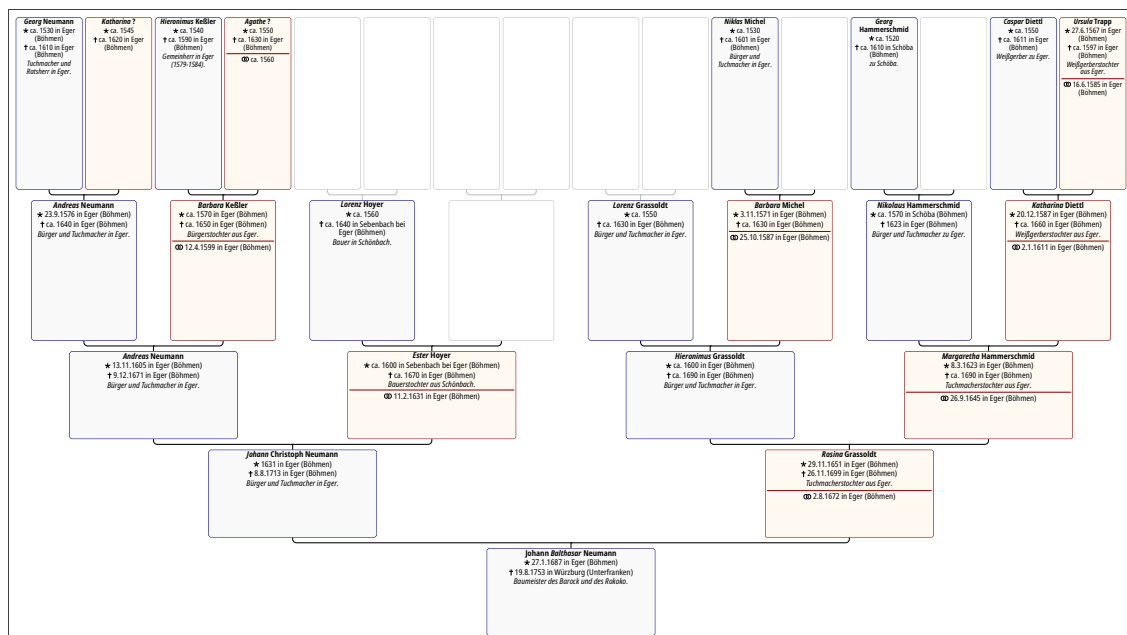 Georg Neumann
★ ca. 1530 in Eger
(Böhmen)
† ca. 1610 in Eger
(Böhmen)
Tuchmacher und
Ratsherr in Eger.
Katharina ?
★ ca. 1545
† ca. 1620 in Eger
(Böhmen)
Hieronimus Keßler
★ ca. 1540
† ca. 1590 in Eger
(Böhmen)
Gemeinherr in Eger
(1579-1584).
Agathe ?
★ ca. 1550
† ca. 1630 in Eger
(Böhmen)
⚭ ca. 1560
Niklas Michel
★ ca. 1530
† ca. 1601 in Eger
(Böhmen)
Bürger und
Tuchmacher in Eger.
Georg
Hammerschmid
★ ca. 1520
† ca. 1610 in Schöba
(Böhmen)
zu Schöba.
Caspar Diettl
★ ca. 1550
† ca. 1611 in Eger
(Böhmen)
Weißgerber zu Eger.
Ursula Trapp
★ 27.6.1567 in Eger
(Böhmen)
† ca. 1597 in Eger
(Böhmen)
Weißgerberstochter
aus Eger.
⚭ 16.6.1585 in Eger
(Böhmen)
Andreas Neumann
★ 23.9.1576 in Eger (Böhmen)
† ca. 1640 in Eger (Böhmen)
Bürger und Tuchmacher in Eger.
Barbara Keßler
★ ca. 1570 in Eger (Böhmen)
† ca. 1650 in Eger (Böhmen)
Bürgerstochter aus Eger.
⚭ 12.4.1599 in Eger (Böhmen)
Lorenz Hoyer
★ ca. 1560
† ca. 1640 in Sebenbach bei
Eger (Böhmen)
Bauer in Schönbach.
Lorenz Grassoldt
★ ca. 1550
† ca. 1630 in Eger (Böhmen)
Bürger und Tuchmacher in Eger.
Barbara Michel
★ 3.11.1571 in Eger (Böhmen)
† ca. 1630 in Eger (Böhmen)
⚭ 25.10.1587 in Eger (Böhmen)
Nikolaus Hammerschmid
★ ca. 1570 in Schöba (Böhmen)
† 1623 in Eger (Böhmen)
Bürger und Tuchmacher zu Eger.
Katharina Diettl
★ 20.12.1587 in Eger (Böhmen)
† ca. 1660 in Eger (Böhmen)
Weißgerberstochter aus Eger.
⚭ 2.1.1611 in Eger (Böhmen)
Andreas Neumann
★ 13.11.1605 in Eger (Böhmen)
† 9.12.1671 in Eger (Böhmen)
Bürger und Tuchmacher in Eger.
Ester Hoyer
★ ca. 1600 in Sebenbach bei Eger (Böhmen)
† ca. 1670 in Eger (Böhmen)
Bauerstochter aus Schönbach.
⚭ 11.2.1631 in Eger (Böhmen)
Hieronimus Grassoldt
★ ca. 1600 in Eger (Böhmen)
† ca. 1690 in Eger (Böhmen)
Bürger und Tuchmacher in Eger.
Margaretha Hammerschmid
★ 8.3.1623 in Eger (Böhmen)
† ca. 1690 in Eger (Böhmen)
Tuchmacherstochter aus Eger.
⚭ 26.9.1645 in Eger (Böhmen)
Johann Christoph Neumann
★ 1631 in Eger (Böhmen)
† 8.8.1713 in Eger (Böhmen)
Bürger und Tuchmacher in Eger.
Rosina Grassoldt
★ 29.11.1651 in Eger (Böhmen)
† 26.11.1699 in Eger (Böhmen)
Tuchmacherstochter aus Eger.
⚭ 2.8.1672 in Eger (Böhmen)
Johann Balthasar Neumann
★ 27.1.1687 in Eger (Böhmen)
† 19.8.1753 in Würzburg (Unterfranken)
Baumeister des Barock und des Rokoko.